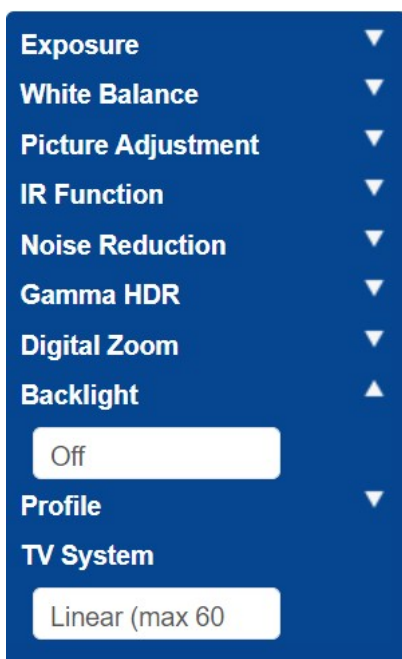 Exposure
White Balance
Picture Adjustment
IR Function
Noise Reduction
Gamma HDR
Digital Zoom
Backlight
Off
Profile
TV System
Linear (max 60